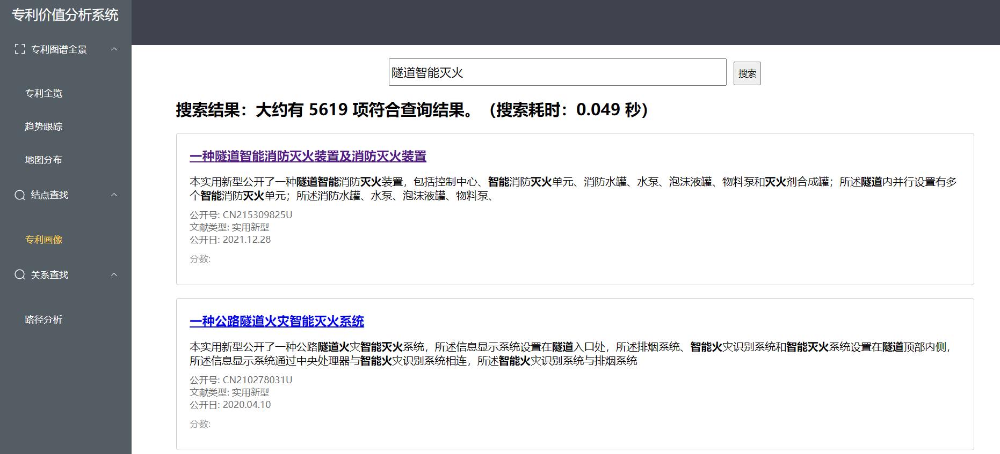 专利价值分析系统
专利图谱全景
专利全览
趋势跟踪
地图分布
结点查找
专利画像
关系查找
路径分析
隧道智能灭火
搜索
搜索结果：大约有 5619 项符合查询结果。（搜索耗时：0.049 秒）
一种隧道智能消防灭火装置及消防灭火装置
本实用新型公开了一种隧道智能消防灭火装置，包括控制中心、智能消防灭火单元、消防水罐、水泵、泡沫液罐、物料泵和灭火剂合成罐；所述隧道内并行设置有多
个智能消防灭火单元；所述消防水罐、水泵、泡沫液罐、物料泵、
公开号: CN215309825U
文献类型: 实用新型
公开日: 2021.12.28
分数:
一种公路隧道火灾智能灭火系统
本实用新型公开了一种公路隧道火灾智能灭火系统，所述信息显示系统设置在隧道入口处，所述排烟系统、智能火灾识别系统和智能灭火系统设置在隧道顶部内侧，
所述信息显示系统通过中央处理器与智能火灾识别系统相连，所述智能火灾识别系统与排烟系统
公开号: CN210278031U
文献类型: 实用新型
公开日: 2020.04.10
分数: